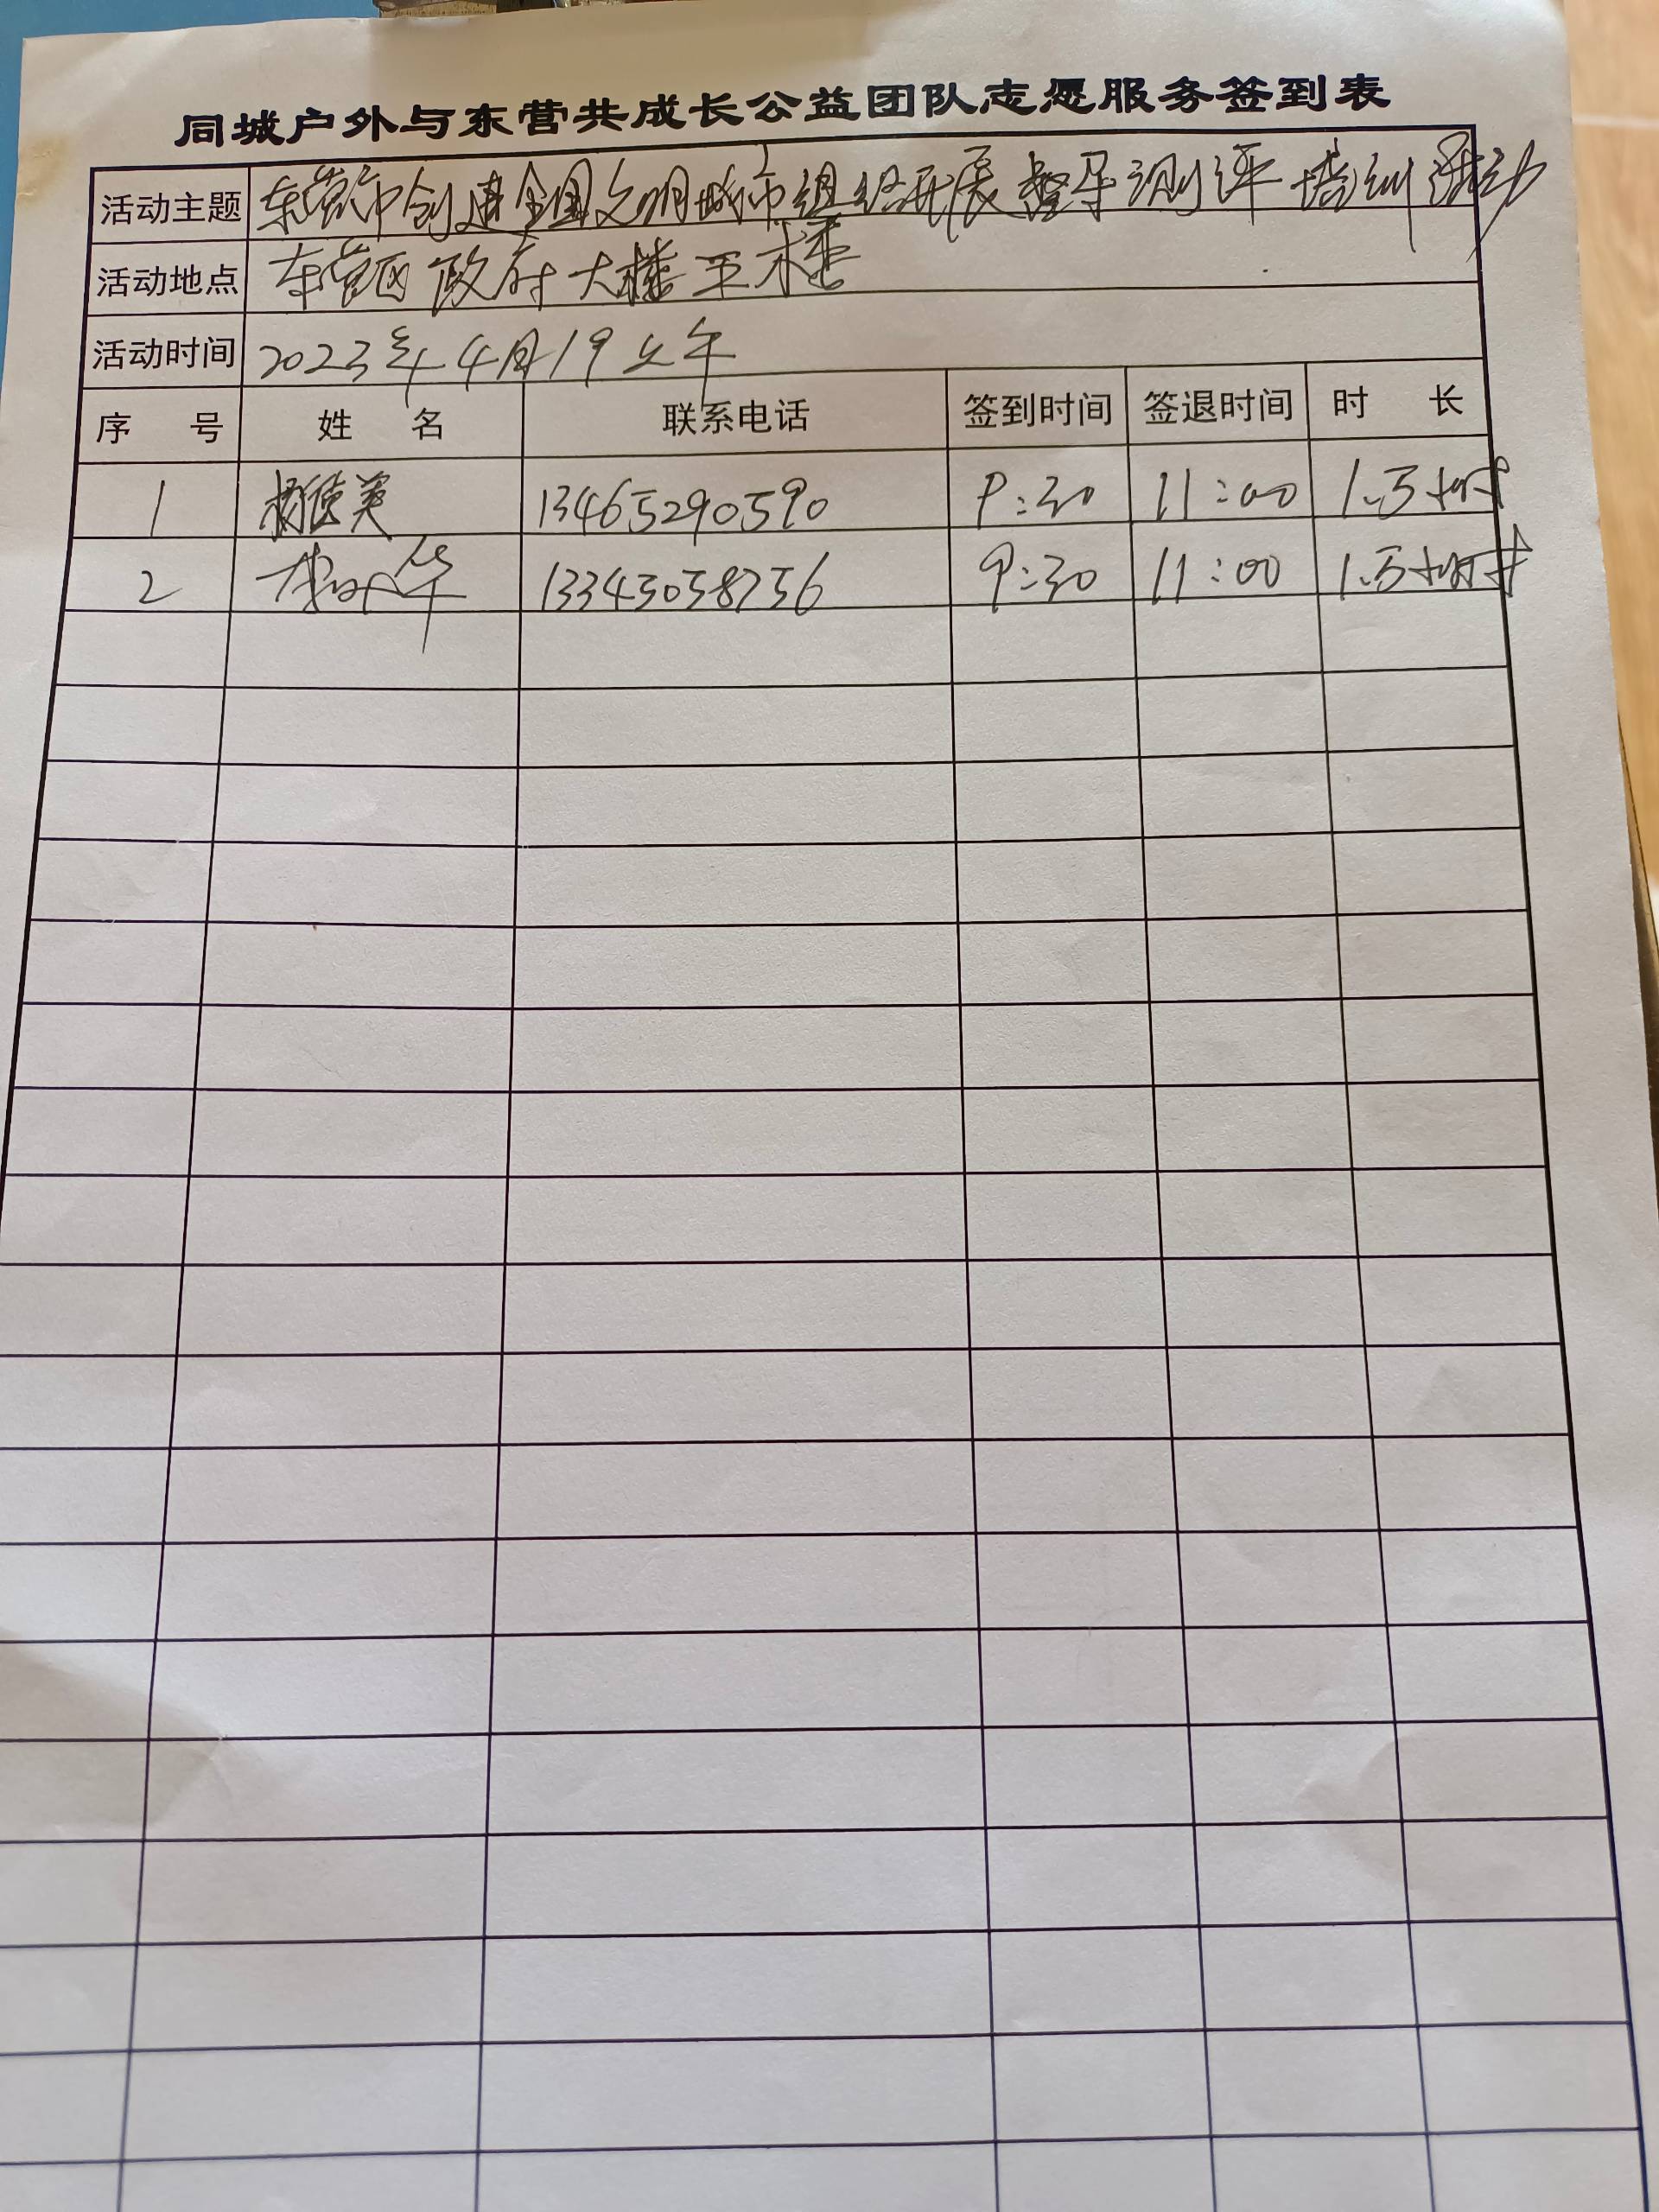 同城户外与东营共成长公益团队志愿服务签到表
活动主题 东营市创建全国文明城市组织开展督导测评培训活动
活动地点 东营区政府大楼五楼
活动时间 2023年4月19上午
序 号 姓 名 联系电话 签到时间 签退时间 时 长
1 美 13465290590 9:30 11:00 1.5小时
2 华 13345058756 9:30 11:00 1.5小时